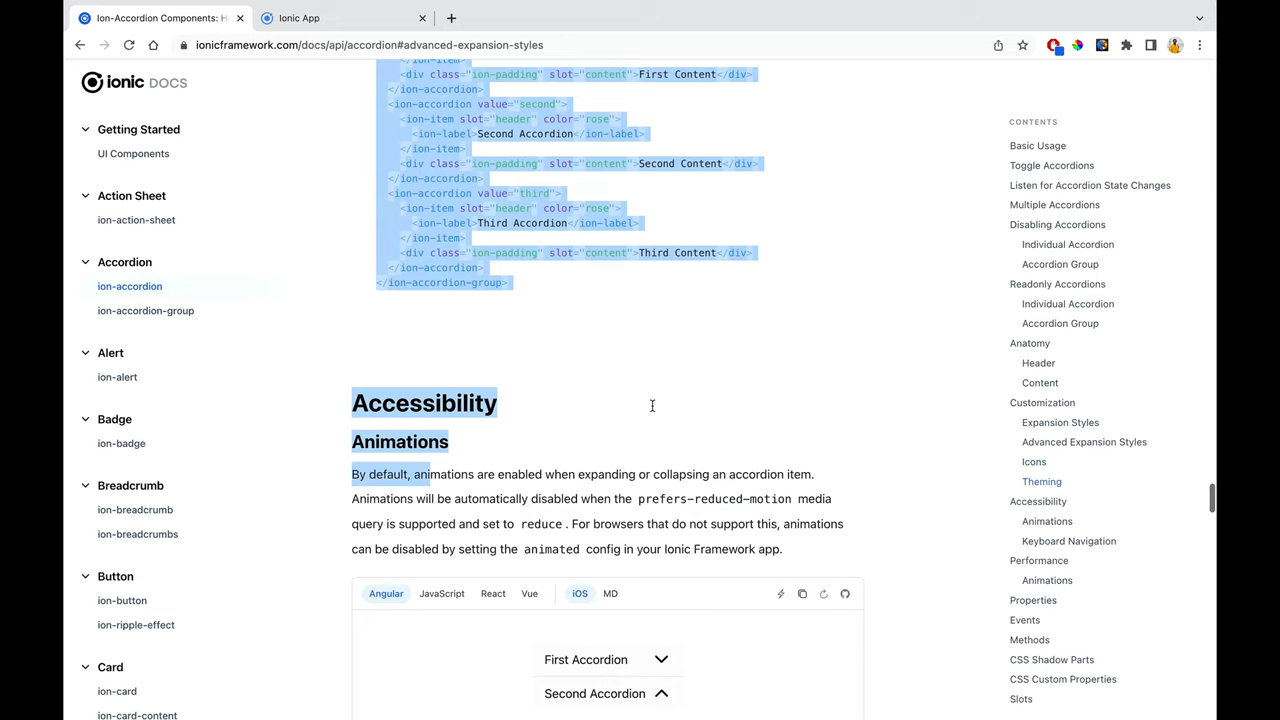 Ion-Accordion Components: H
Ionic App
ionicframework.com/docs/api/accordion#advanced-expansion-styles
ionic DOCS
Getting Started
UI Components
Action Sheet
ion-action-sheet
Accordion
ion-accordion
ion-accordion-group
Alert
ion-alert
Badge
ion-badge
Breadcrumb
ion-breadcrumb
ion-breadcrumbs
Button
ion-button
ion-ripple-effect
Card
ion-card
ion-card-content
</ion-item>
<div class="ion-padding" slot="content">First Content</div>
</ion-accordion>
<ion-accordion value="second">
<ion-item slot="header" color="rose">
<ion-label>Second Accordion</ion-label>
</ion-item>
<div class="ion-padding" slot="content">Second Content</div>
</ion-accordion>
<ion-accordion value="third">
<ion-item slot="header" color="rose">
<ion-label>Third Accordion</ion-label>
</ion-item>
<div class="ion-padding" slot="content">Third Content</div>
</ion-accordion>
</ion-accordion-group>
Accessibility
Animations
By default, animations are enabled when expanding or collapsing an accordion item.
Animations will be automatically disabled when the prefers-reduced-motion media
query is supported and set to reduce. For browsers that do not support this, animations
can be disabled by setting the animated config in your Ionic Framework app.
Angular JavaScript React Vue iOS MD
First Accordion
Second Accordion
CONTENTS
Basic Usage
Toggle Accordions
Listen for Accordion State Changes
Multiple Accordions
Disabling Accordions
Individual Accordion
Accordion Group
Readonly Accordions
Individual Accordion
Accordion Group
Anatomy
Header
Content
Customization
Expansion Styles
Advanced Expansion Styles
Icons
Theming
Accessibility
Animations
Keyboard Navigation
Performance
Animations
Properties
Events
Methods
CSS Shadow Parts
CSS Custom Properties
Slots